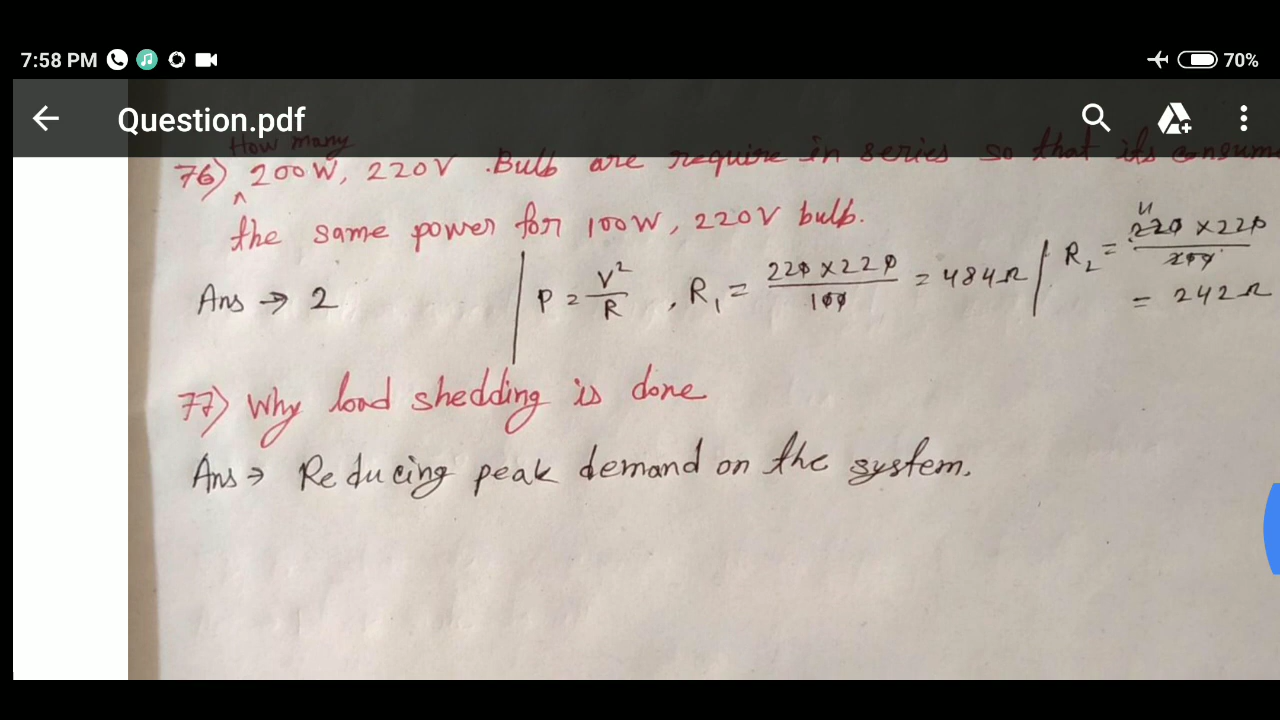 7:58 PM 70%
Question.pdf
How many
76) ^ 200W, 220V . Bulb are require in series so that its consum
the same power for 100W, 220V bulb.
Ans → 2 | P = V²/R , R₁ = 220 x 220 / 100 = 484Ω | R₂ = 11 220 x 220 / 200
= 242Ω
77) Why load shedding is done
Ans → Reducing peak demand on the system.